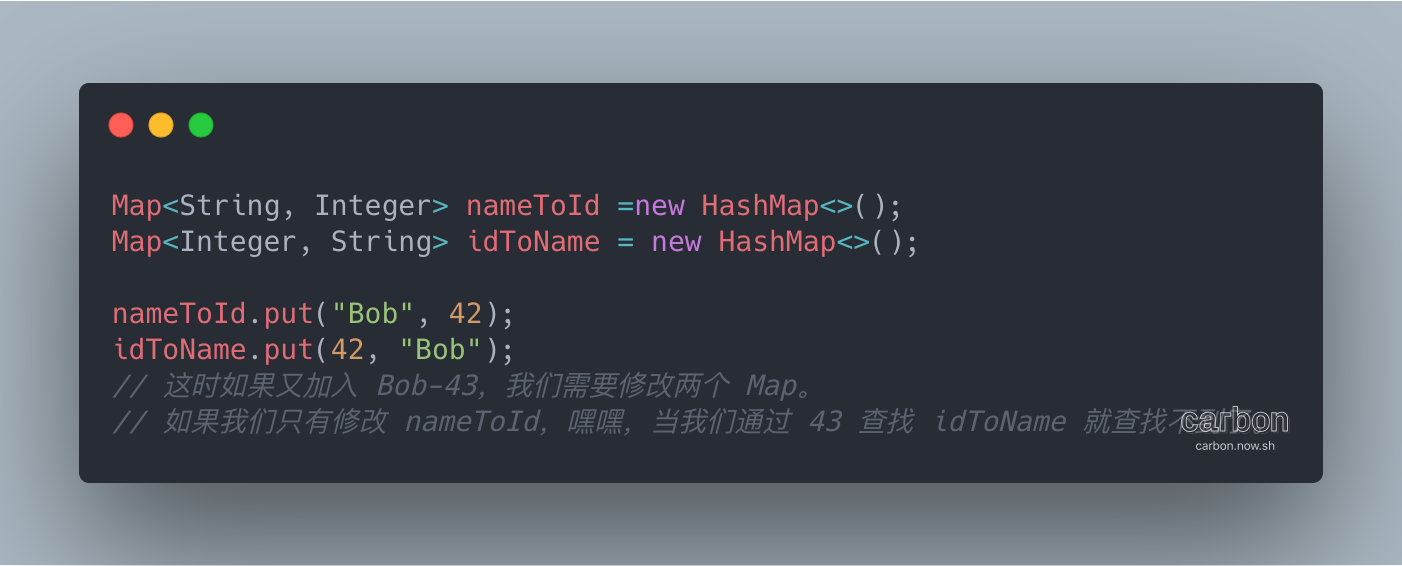 Map<String, Integer> nameToId =new HashMap<>();
Map<Integer, String> idToName = new HashMap<>();
nameToId.put("Bob", 42);
idToName.put(42, "Bob");
// 这时如果又加入 Bob-43，我们需要修改两个 Map。
// 如果我们只有修改 nameToId，嘿嘿，当我们通过 43 查找 idToName 就查找不
carbon
carbon.now.sh